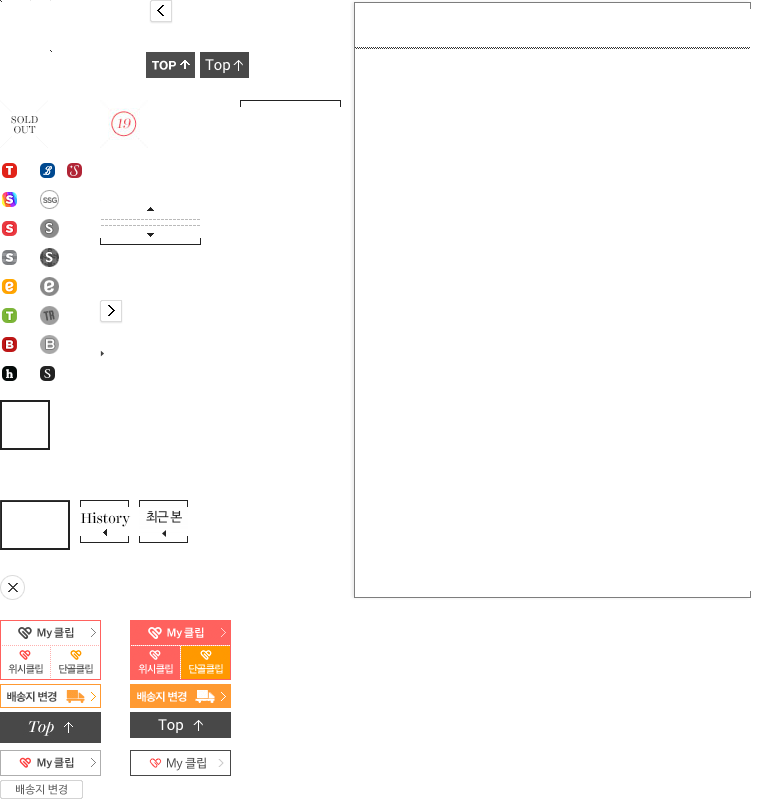 TOP
Top
SOLD
OUT
19
T
B
S
S
SSG
S
S
S
S
e
e
T
TR
B
B
h
S
History
최근 본
My 클립
My 클립
위시클립
단골클립
위시클립
단골클립
배송지 변경
배송지 변경
Top
Top
My 클립
My 클립
배송지 변경